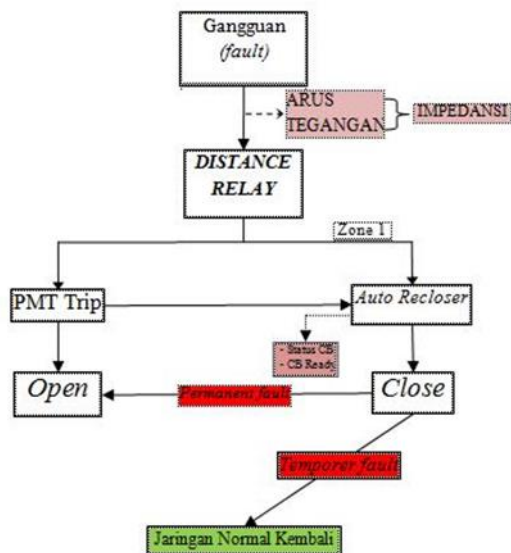 Gangguan
(fault)
ARUS
TEGANGAN
IMPEDANSI
DISTANCE
RELAY
Zone 1
PMT Trip
Auto Recloser
- Status CB
- CB Ready
Open
Permanent fault
Close
Temporer fault
Jaringan Normal Kembali